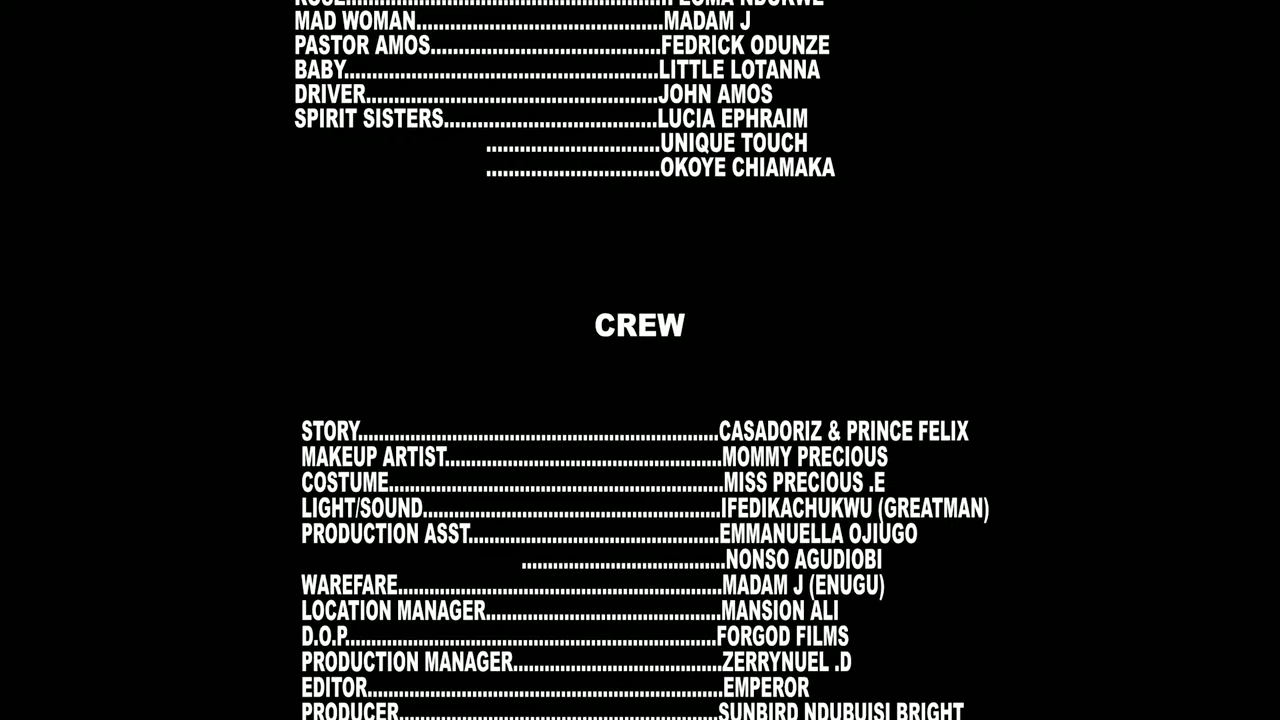 MAD WOMAN..........................................MADAM J
PASTOR AMOS.......................................FEDRICK ODUNZE
BABY.....................................................LITTLE LOTANNA
DRIVER.................................................JOHN AMOS
SPIRIT SISTERS....................................LUCIA EPHRAIM
.............................UNIQUE TOUCH
.............................OKOYE CHIAMAKA
CREW
STORY....................................................................CASADORIZ & PRINCE FELIX
MAKEUP ARTIST....................................................MOMMY PRECIOUS
COSTUME...............................................................MISS PRECIOUS .E
LIGHT/SOUND........................................................IFEDIKACHUKWU (GREATMAN)
PRODUCTION ASST...............................................EMMANUELLA OJIUGO
......................................NONSO AGUDIOBI
WAREFARE.............................................................MADAM J (ENUGU)
LOCATION MANAGER............................................MANSION ALI
D.O.P......................................................................FORGOD FILMS
PRODUCTION MANAGER.......................................ZERRYNUEL .D
EDITOR...................................................................EMPEROR
PRODUCER............................................................SUNBIRD NDUBUISI BRIGHT